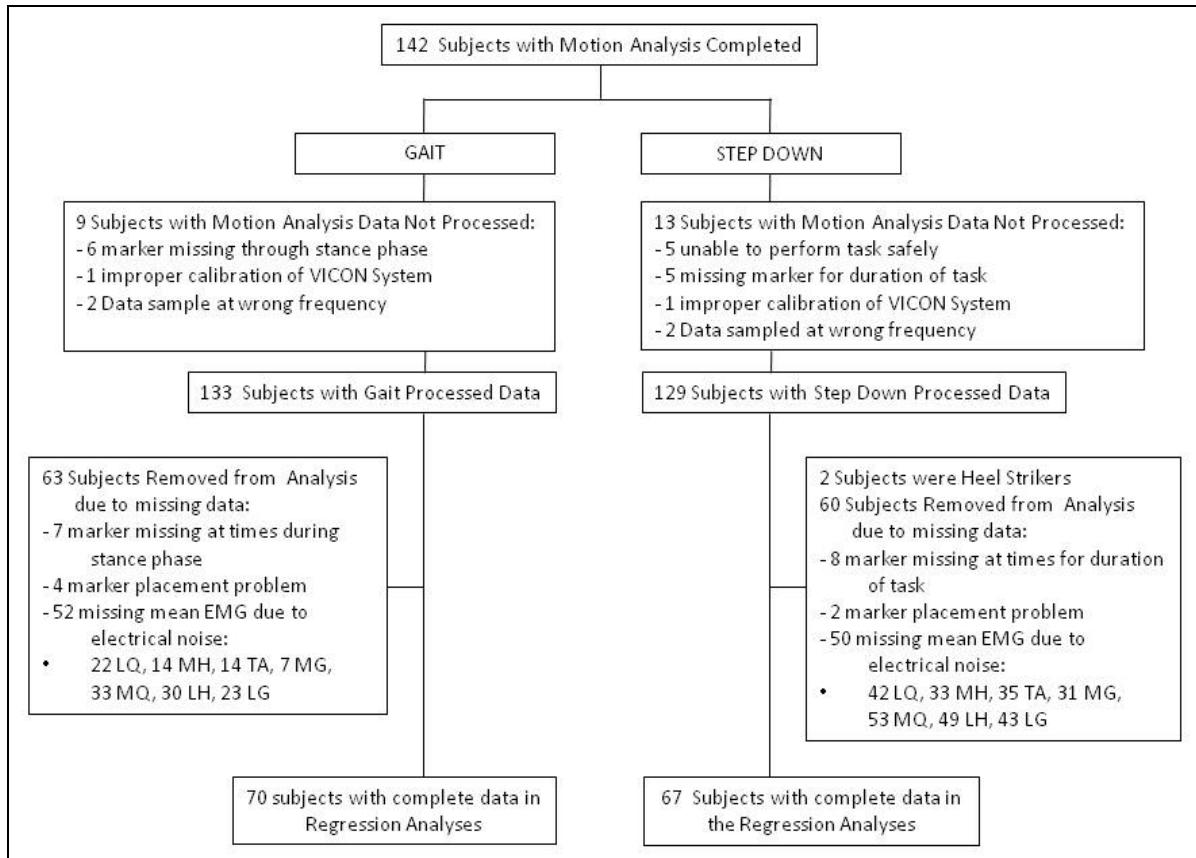 142 Subjects with Motion Analysis Completed
GAIT
STEP DOWN
9 Subjects with Motion Analysis Data Not Processed:
- 6 marker missing through stance phase
- 1 improper calibration of VICON System
- 2 Data sample at wrong frequency
13 Subjects with Motion Analysis Data Not Processed:
- 5 unable to perform task safely
- 5 missing marker for duration of task
- 1 improper calibration of VICON System
- 2 Data sampled at wrong frequency
133 Subjects with Gait Processed Data
129 Subjects with Step Down Processed Data
63 Subjects Removed from Analysis
due to missing data:
- 7 marker missing at times during
stance phase
- 4 marker placement problem
- 52 missing mean EMG due to
electrical noise:
• 22 LQ, 14 MH, 14 TA, 7 MG,
33 MQ, 30 LH, 23 LG
2 Subjects were Heel Strikers
60 Subjects Removed from Analysis
due to missing data:
- 8 marker missing at times for duration
of task
- 2 marker placement problem
- 50 missing mean EMG due to
electrical noise:
• 42 LQ, 33 MH, 35 TA, 31 MG,
53 MQ, 49 LH, 43 LG
70 subjects with complete data in
Regression Analyses
67 Subjects with complete data in
the Regression Analyses